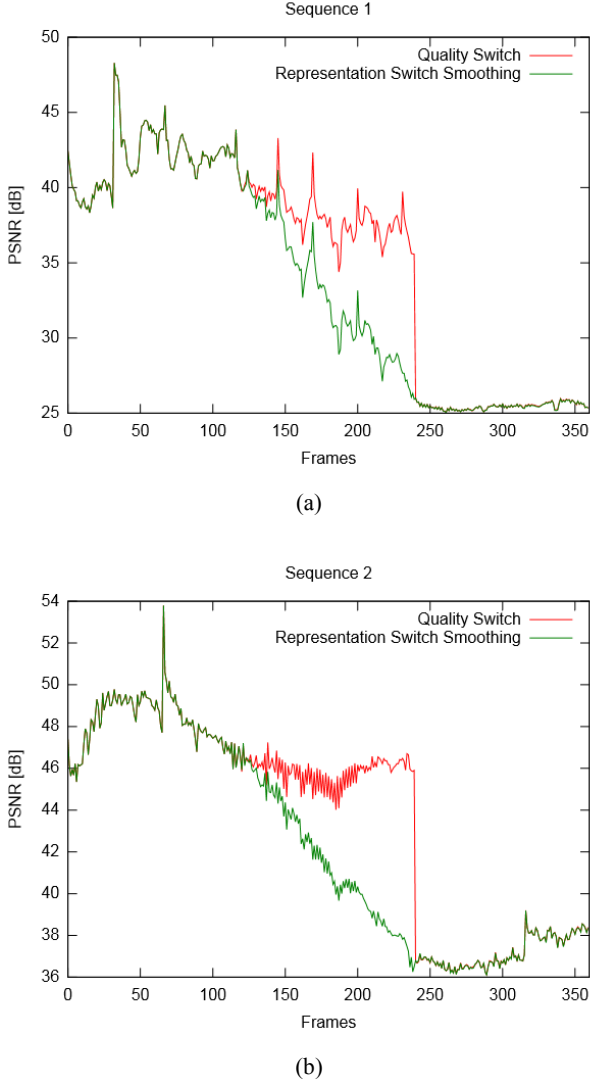 Sequence 1
50
45
40
35
30
25
PSNR [dB]
Quality Switch
Representation Switch Smoothing
0 50 100 150 200 250 300 350
Frames
(a)
Sequence 2
54
52
50
48
46
44
42
40
38
36
PSNR [dB]
Quality Switch
Representation Switch Smoothing
0 50 100 150 200 250 300 350
Frames
(b)